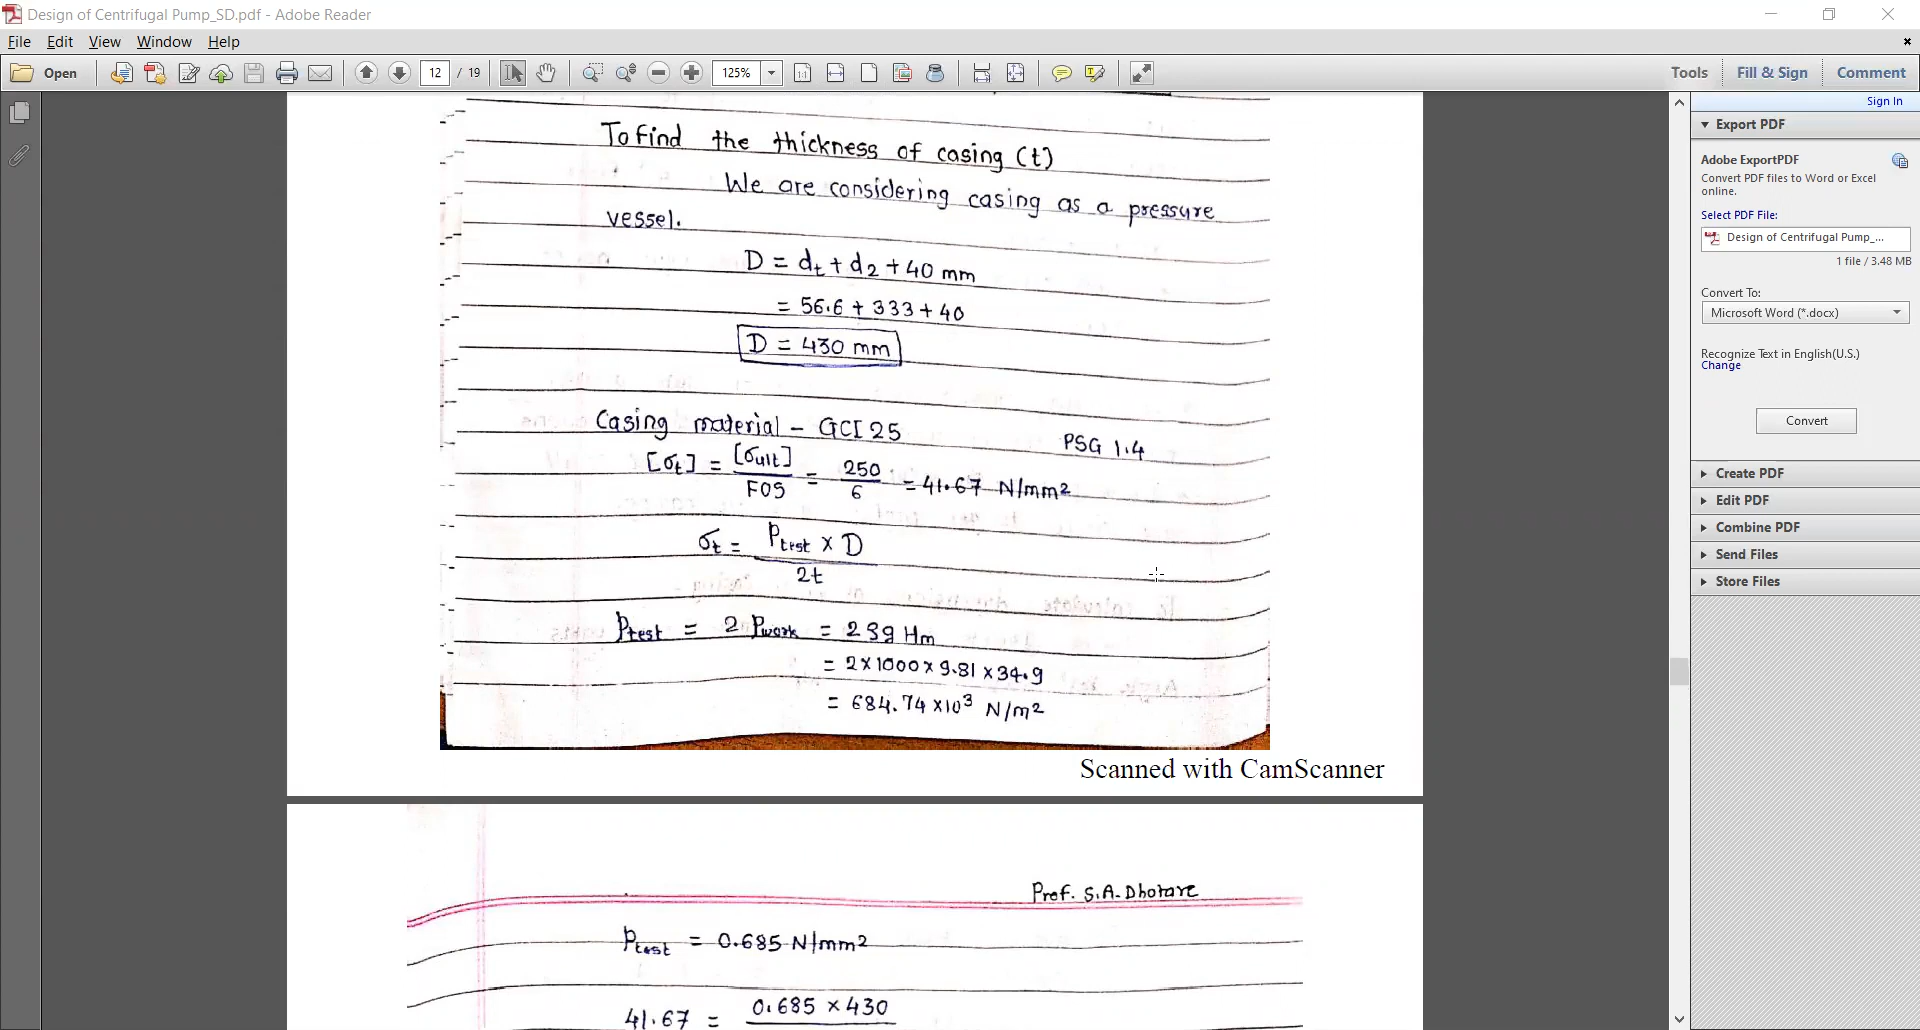 Design of Centrifugal Pump_SD.pdf - Adobe Reader
File Edit View Window Help
Open 12 / 19 125% Tools Fill & Sign Comment
Sign In
To find the thickness of casing (t)
We are considering casing as a pressure
vessel.
D = dt + d2 + 40 mm
= 56.6 + 333 + 40
D = 430 mm
Casing material - GCI 25
PSG 1.4
[σt] = [σult] / FOS = 250 / 6 = 41.67 N/mm2
σt = Ptest × D / 2t
Ptest = 2 Pwork = 2 ρg Hm
= 2×1000×9.81×34.9
= 684.74×10³ N/m2
Scanned with CamScanner
Prof. S.A. Dhotare
Ptest = 0.685 N/mm2
41.67 = 0.685 × 430
Export PDF
Adobe ExportPDF
Convert PDF files to Word or Excel
online.
Select PDF File:
Design of Centrifugal Pump_...
1 file / 3.48 MB
Convert To:
Microsoft Word (*.docx)
Recognize Text in English(U.S.)
Change
Convert
Create PDF
Edit PDF
Combine PDF
Send Files
Store Files